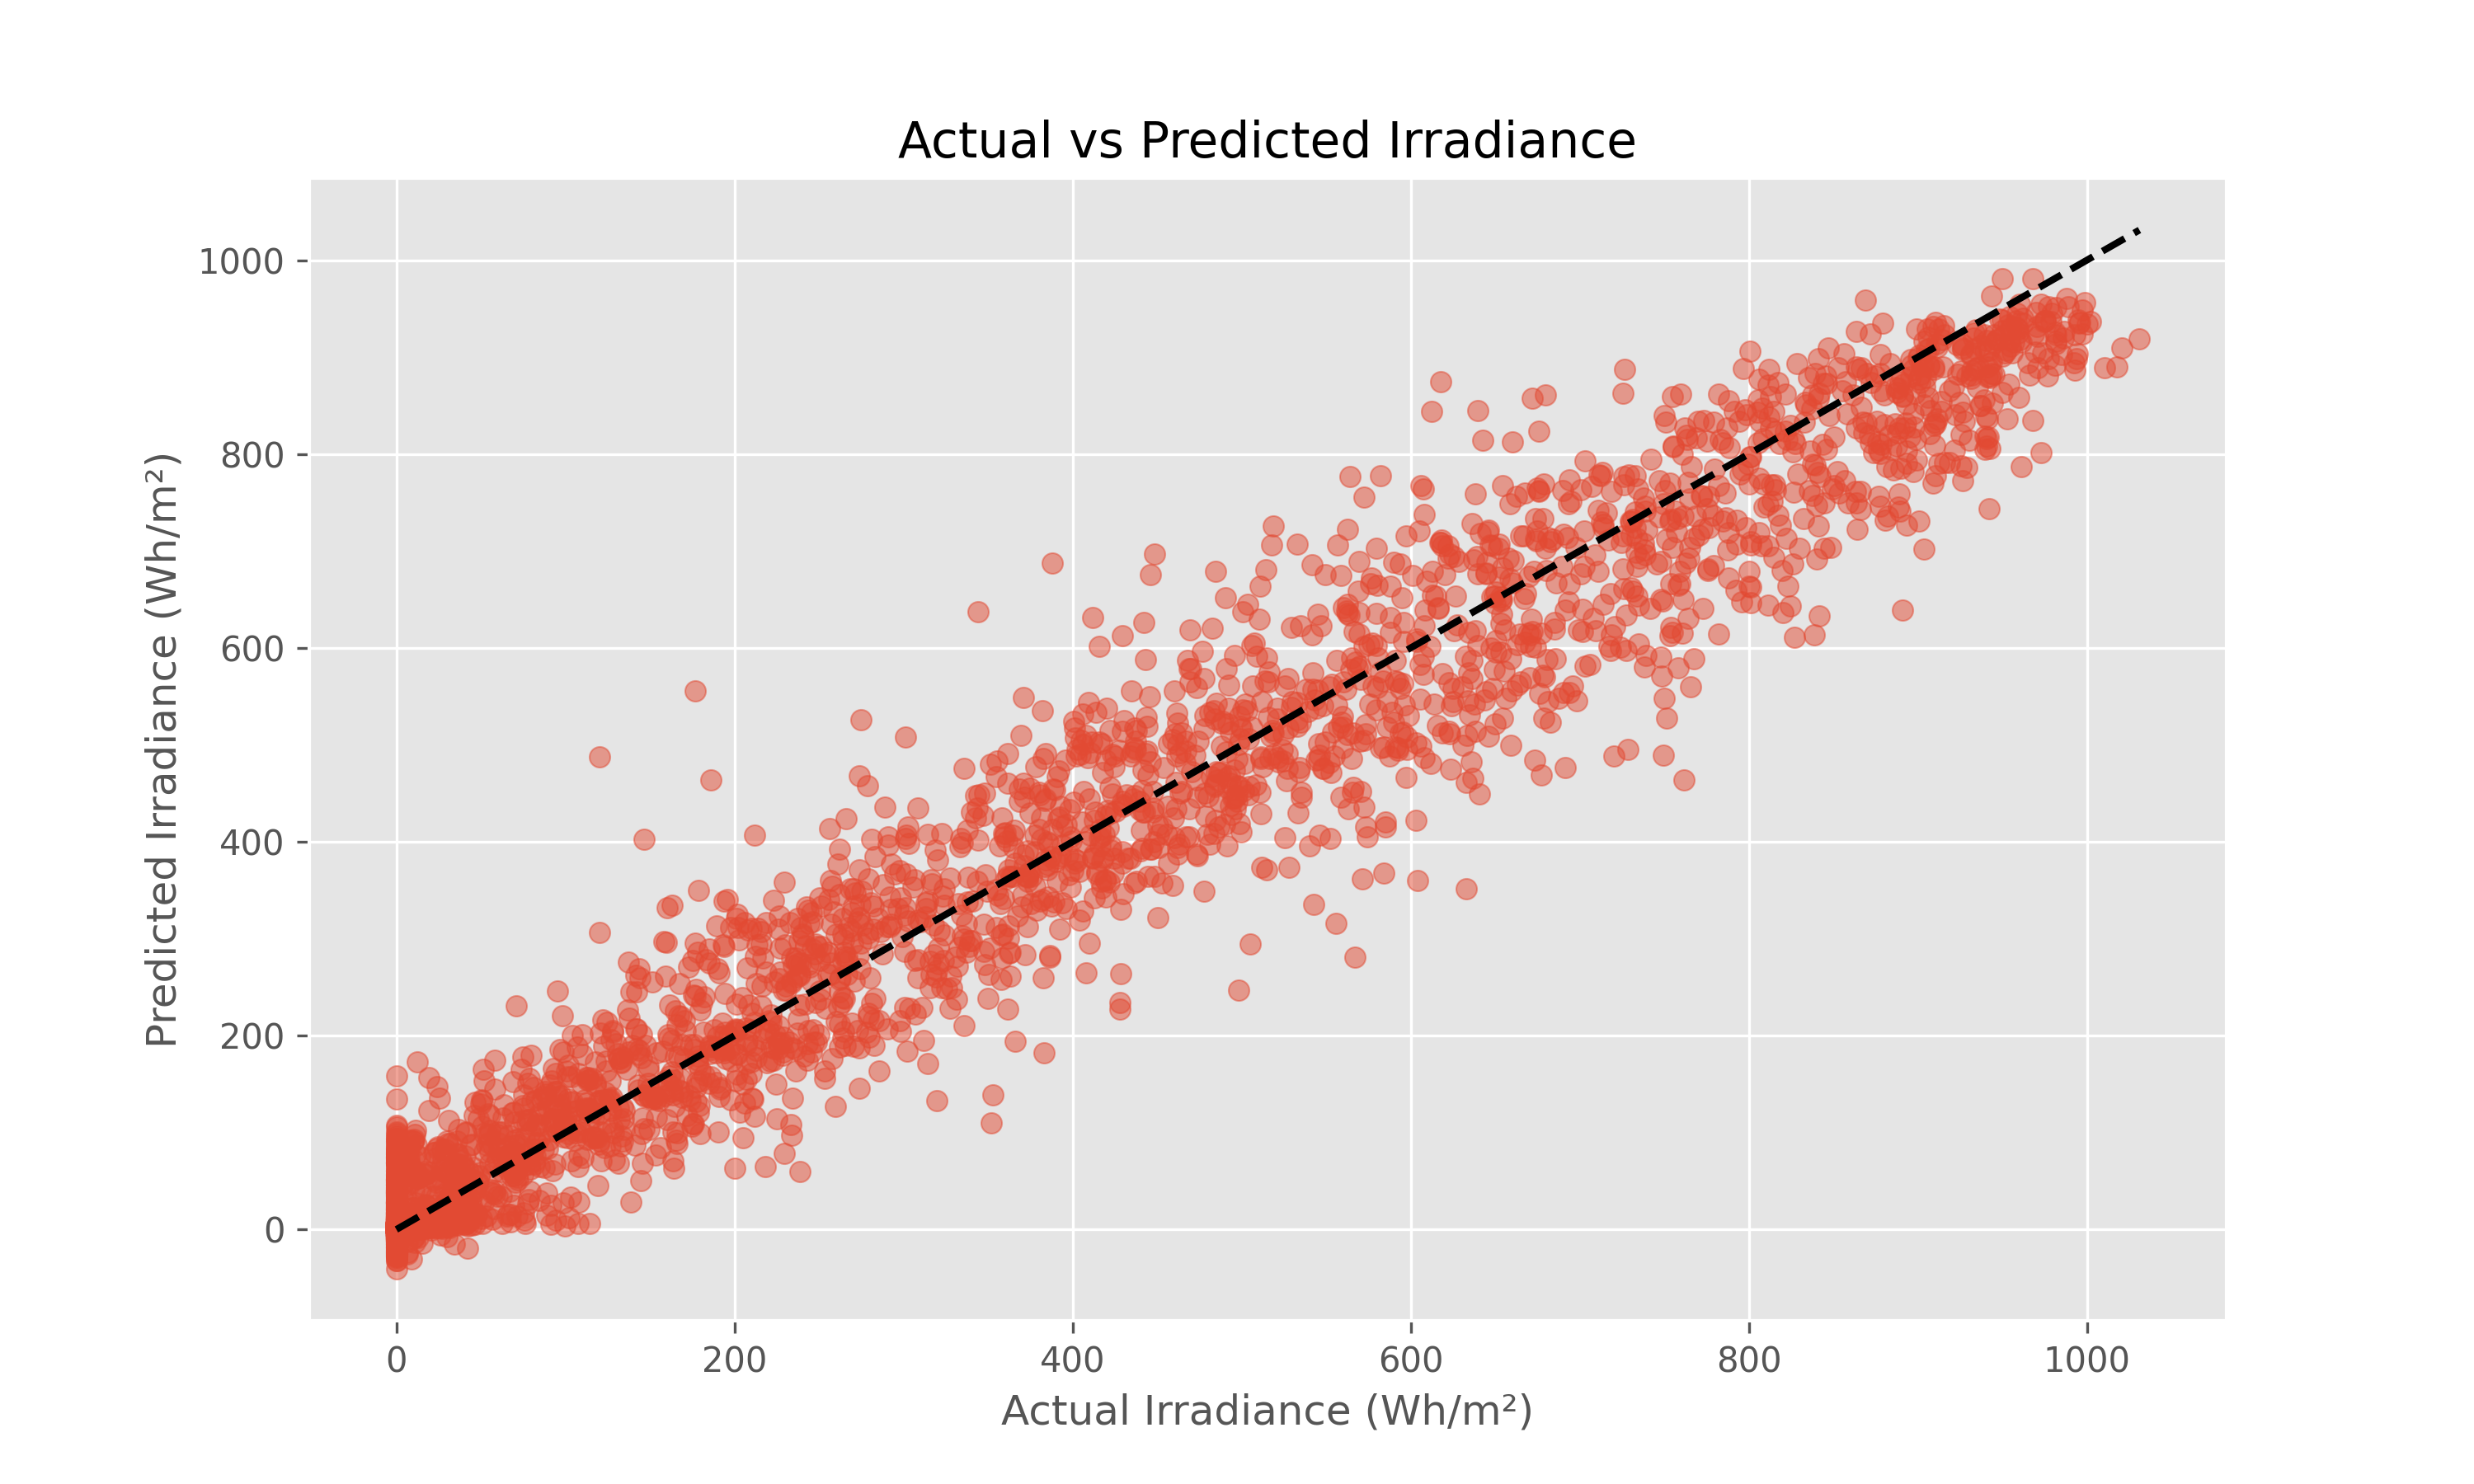 Actual vs Predicted Irradiance
Predicted Irradiance (Wh/m²)
1000
800
600
400
200
0
0 200 400 600 800 1000
Actual Irradiance (Wh/m²)